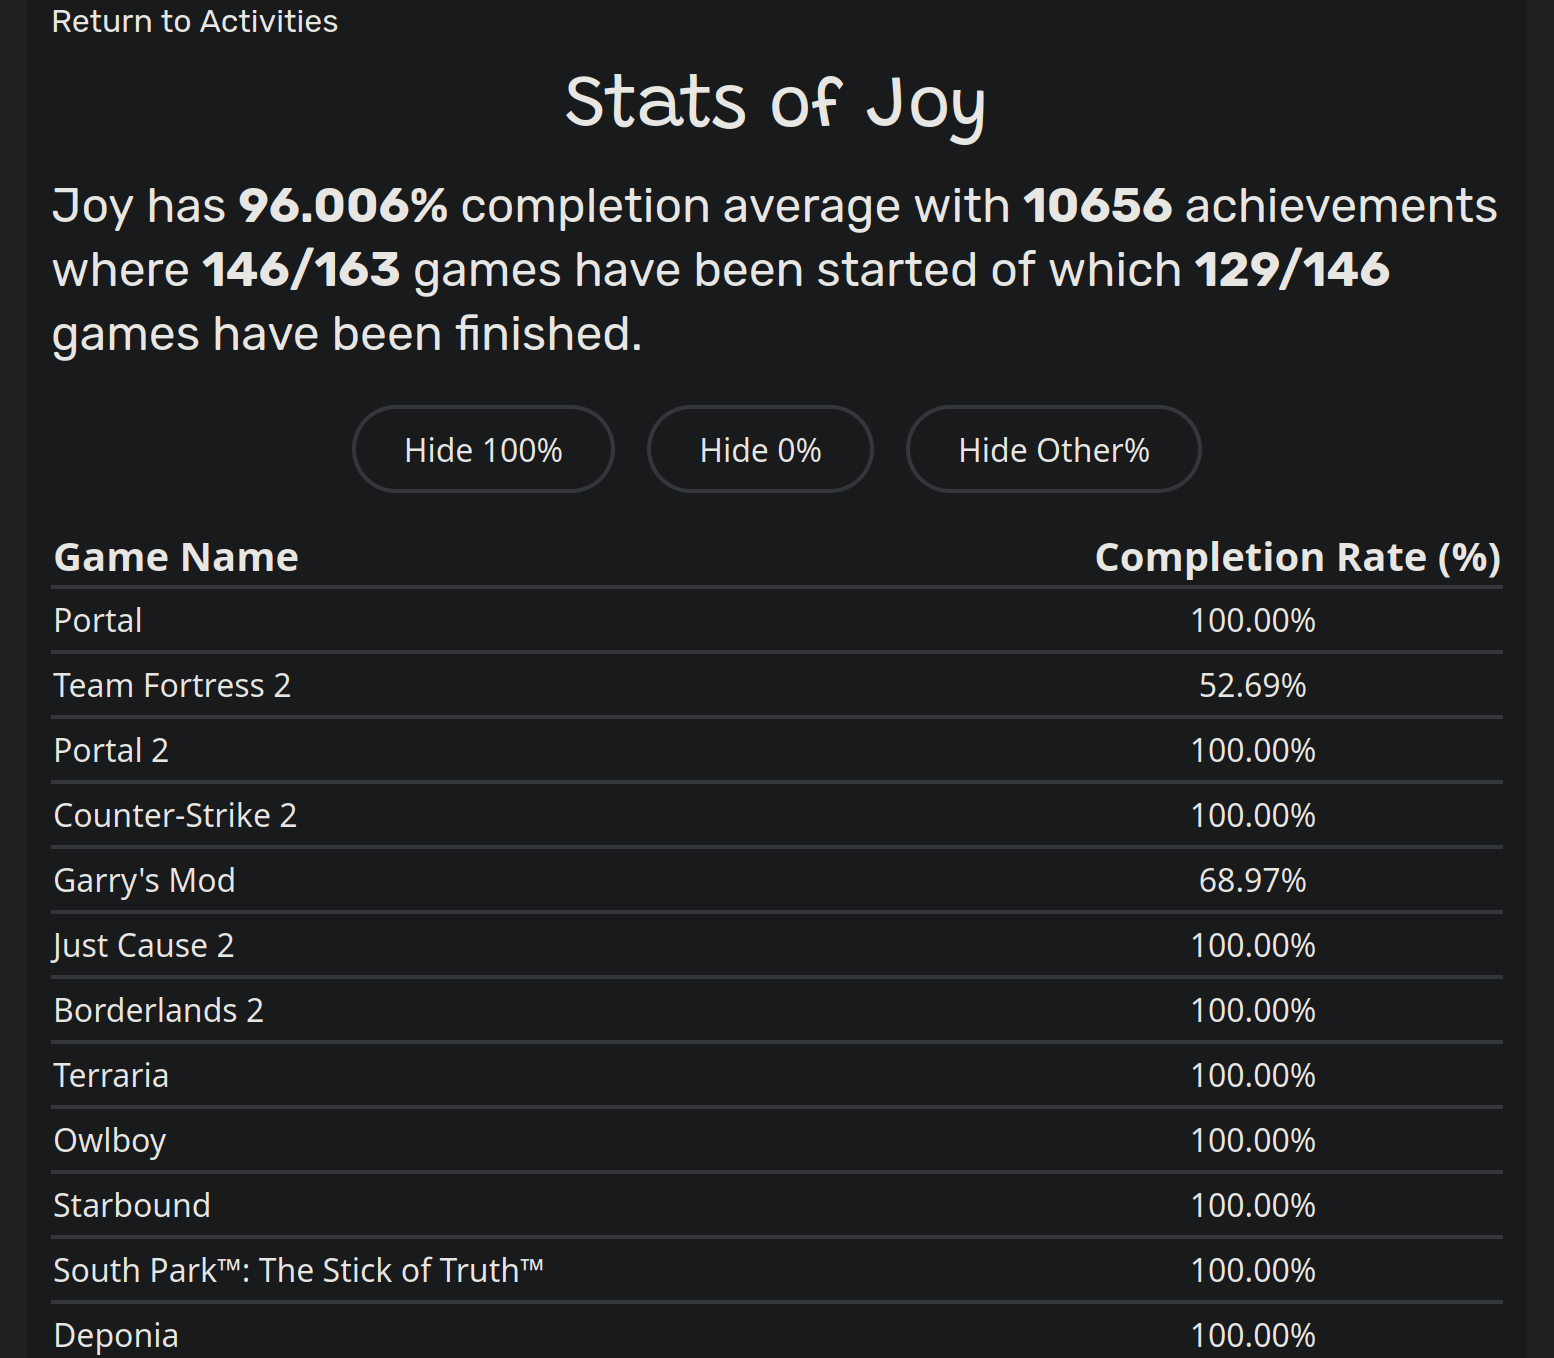 Return to Activities
Stats of Joy
Joy has 96.006% completion average with 10656 achievements
where 146/163 games have been started of which 129/146
games have been finished.
Hide 100% Hide 0% Hide Other%
Game Name Completion Rate (%)
Portal 100.00%
Team Fortress 2 52.69%
Portal 2 100.00%
Counter-Strike 2 100.00%
Garry's Mod 68.97%
Just Cause 2 100.00%
Borderlands 2 100.00%
Terraria 100.00%
Owlboy 100.00%
Starbound 100.00%
South Park™: The Stick of Truth™ 100.00%
Deponia 100.00%